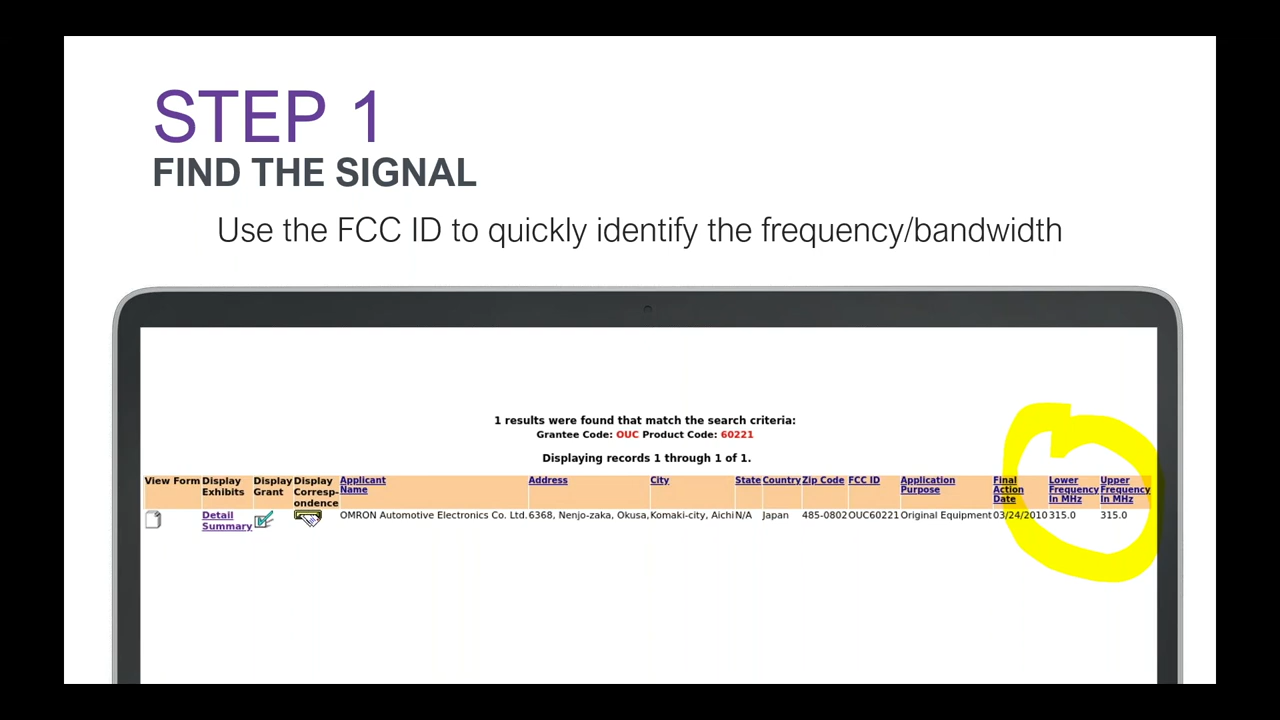 STEP 1
FIND THE SIGNAL
Use the FCC ID to quickly identify the frequency/bandwidth
1 results were found that match the search criteria:
Grantee Code: OUC Product Code: 60221
Displaying records 1 through 1 of 1.
View Form Display Exhibits Display Grant Display Corresp-ondence Applicant Name Address City State Country Zip Code FCC ID Application Purpose Final Action Date Lower Frequency In MHz Upper Frequency In MHz
Detail Summary OMRON Automotive Electronics Co. Ltd. 6368, Nenjo-zaka, Okusa, Komaki-city, Aichi N/A Japan 485-0802 OUC60221 Original Equipment 03/24/2010 315.0 315.0